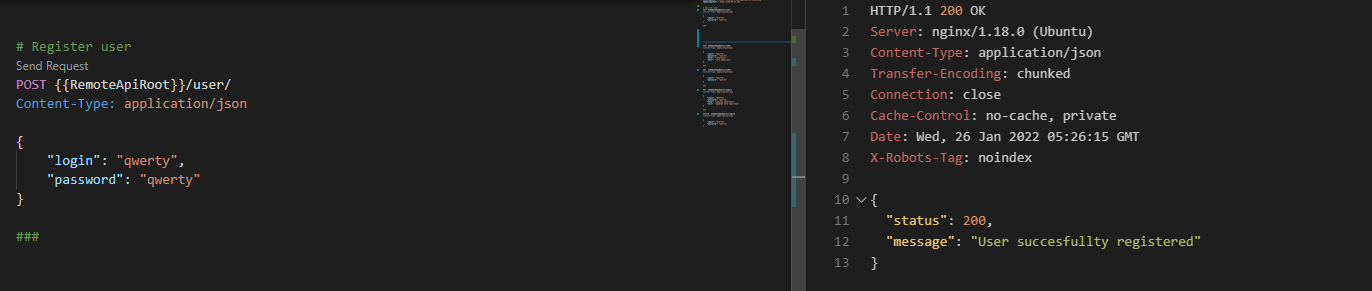 # Register user
Send Request
POST {{RemoteApiRoot}}/user/
Content-Type: application/json
{
"login": "qwerty",
"password": "qwerty"
}
###
1 HTTP/1.1 200 OK
2 Server: nginx/1.18.0 (Ubuntu)
3 Content-Type: application/json
4 Transfer-Encoding: chunked
5 Connection: close
6 Cache-Control: no-cache, private
7 Date: Wed, 26 Jan 2022 05:26:15 GMT
8 X-Robots-Tag: noindex
9
10 {
11 "status": 200,
12 "message": "User succesfullty registered"
13 }